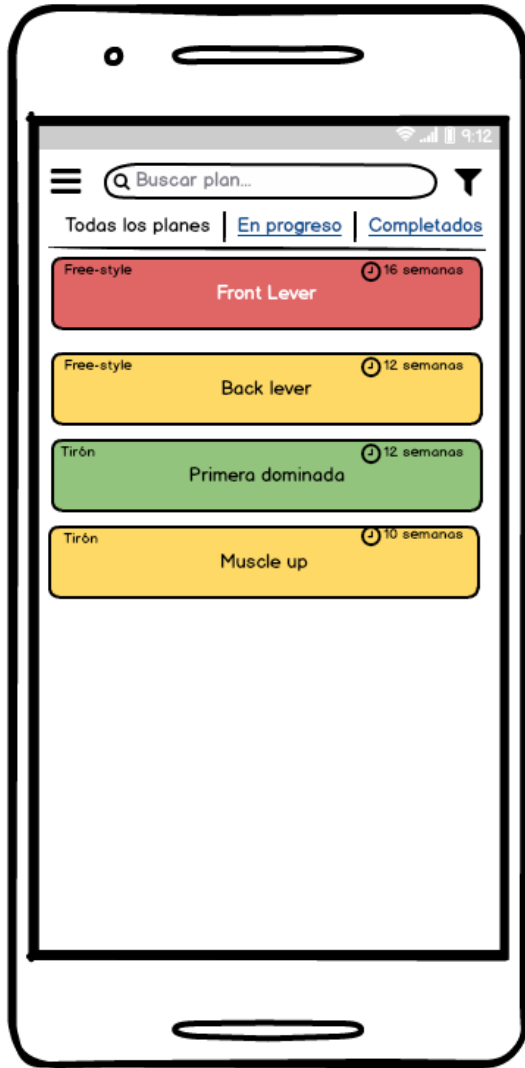 9:12
Buscar plan...
Todas los planes En progreso Completados
Free-style 16 semanas
Front Lever
Free-style 12 semanas
Back lever
Tirón 12 semanas
Primera dominada
Tirón 10 semanas
Muscle up